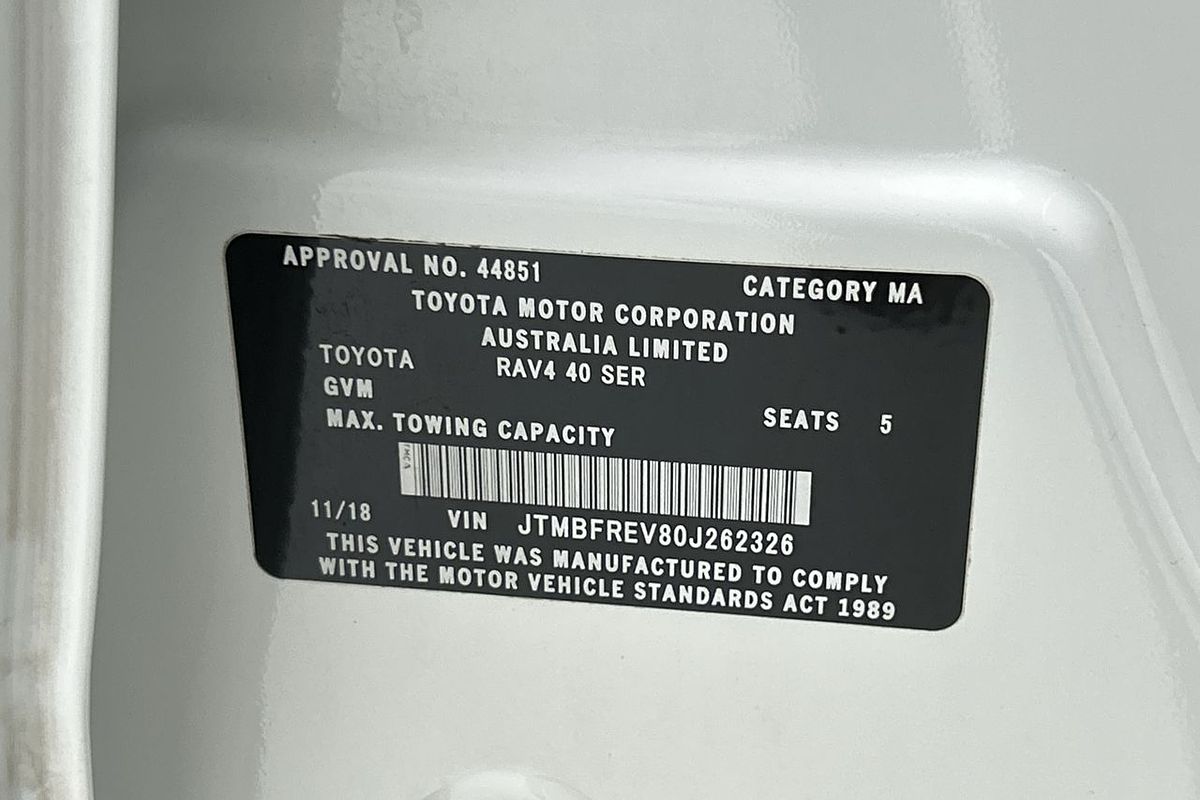 APPROVAL NO. 44851 CATEGORY MA
TOYOTA MOTOR CORPORATION
AUSTRALIA LIMITED
TOYOTA RAV4 40 SER
GVM
SEATS 5
MAX. TOWING CAPACITY
TMCA
11/18 VIN JTMBFREV80J262326
THIS VEHICLE WAS MANUFACTURED TO COMPLY
WITH THE MOTOR VEHICLE STANDARDS ACT 1989